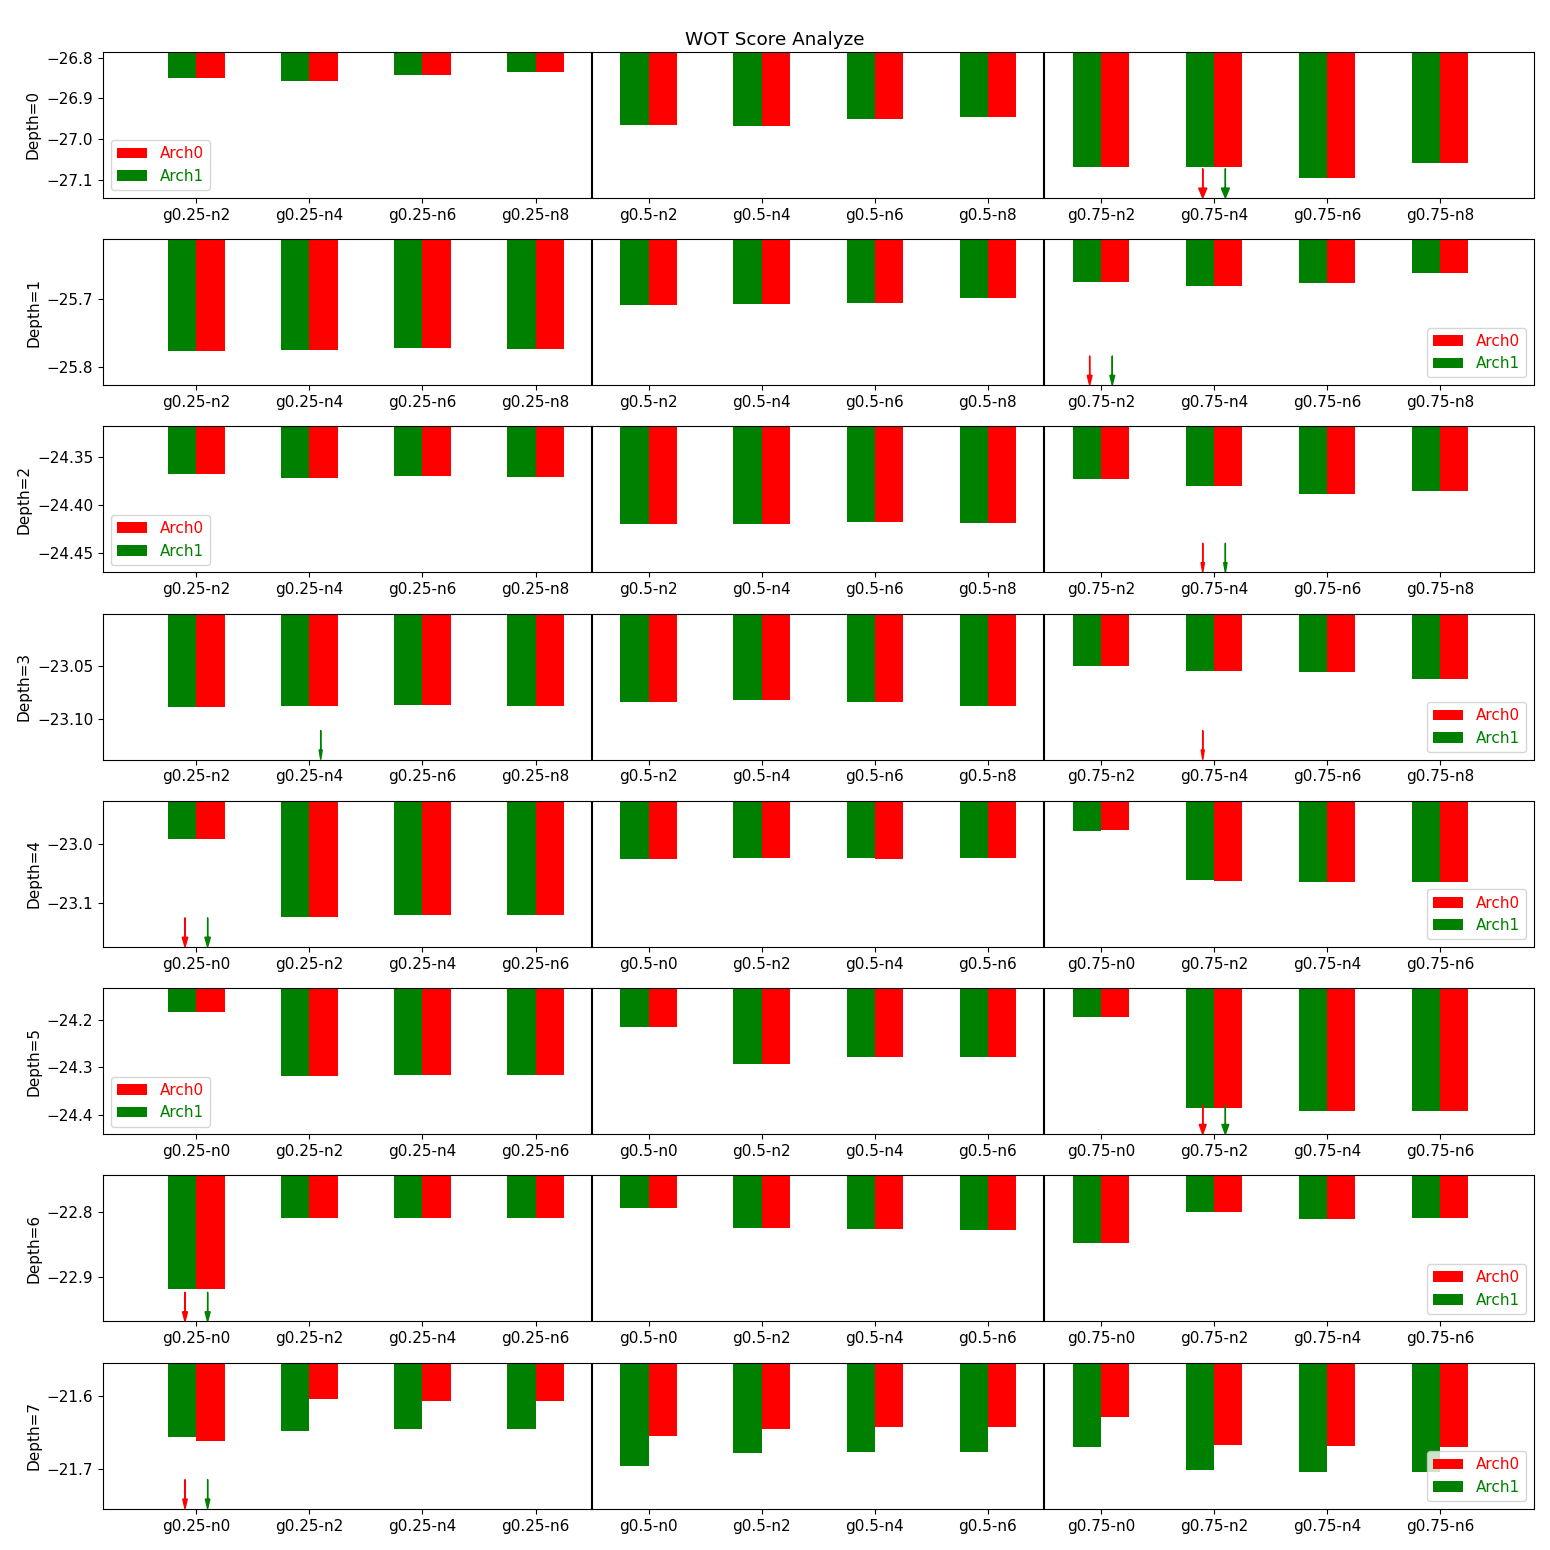 WOT Score Analyze
Depth=0
−26.8
−26.9
−27.0
−27.1
Arch0
Arch1
g0.25-n2 g0.25-n4 g0.25-n6 g0.25-n8 g0.5-n2 g0.5-n4 g0.5-n6 g0.5-n8 g0.75-n2 g0.75-n4 g0.75-n6 g0.75-n8
Depth=1
−25.7
−25.8
Arch0
Arch1
g0.25-n2 g0.25-n4 g0.25-n6 g0.25-n8 g0.5-n2 g0.5-n4 g0.5-n6 g0.5-n8 g0.75-n2 g0.75-n4 g0.75-n6 g0.75-n8
Depth=2
−24.35
−24.40
−24.45
Arch0
Arch1
g0.25-n2 g0.25-n4 g0.25-n6 g0.25-n8 g0.5-n2 g0.5-n4 g0.5-n6 g0.5-n8 g0.75-n2 g0.75-n4 g0.75-n6 g0.75-n8
Depth=3
−23.05
−23.10
Arch0
Arch1
g0.25-n2 g0.25-n4 g0.25-n6 g0.25-n8 g0.5-n2 g0.5-n4 g0.5-n6 g0.5-n8 g0.75-n2 g0.75-n4 g0.75-n6 g0.75-n8
Depth=4
−23.0
−23.1
Arch0
Arch1
g0.25-n0 g0.25-n2 g0.25-n4 g0.25-n6 g0.5-n0 g0.5-n2 g0.5-n4 g0.5-n6 g0.75-n0 g0.75-n2 g0.75-n4 g0.75-n6
Depth=5
−24.2
−24.3
−24.4
Arch0
Arch1
g0.25-n0 g0.25-n2 g0.25-n4 g0.25-n6 g0.5-n0 g0.5-n2 g0.5-n4 g0.5-n6 g0.75-n0 g0.75-n2 g0.75-n4 g0.75-n6
Depth=6
−22.8
−22.9
Arch0
Arch1
g0.25-n0 g0.25-n2 g0.25-n4 g0.25-n6 g0.5-n0 g0.5-n2 g0.5-n4 g0.5-n6 g0.75-n0 g0.75-n2 g0.75-n4 g0.75-n6
Depth=7
−21.6
−21.7
Arch0
Arch1
g0.25-n0 g0.25-n2 g0.25-n4 g0.25-n6 g0.5-n0 g0.5-n2 g0.5-n4 g0.5-n6 g0.75-n0 g0.75-n2 g0.75-n4 g0.75-n6